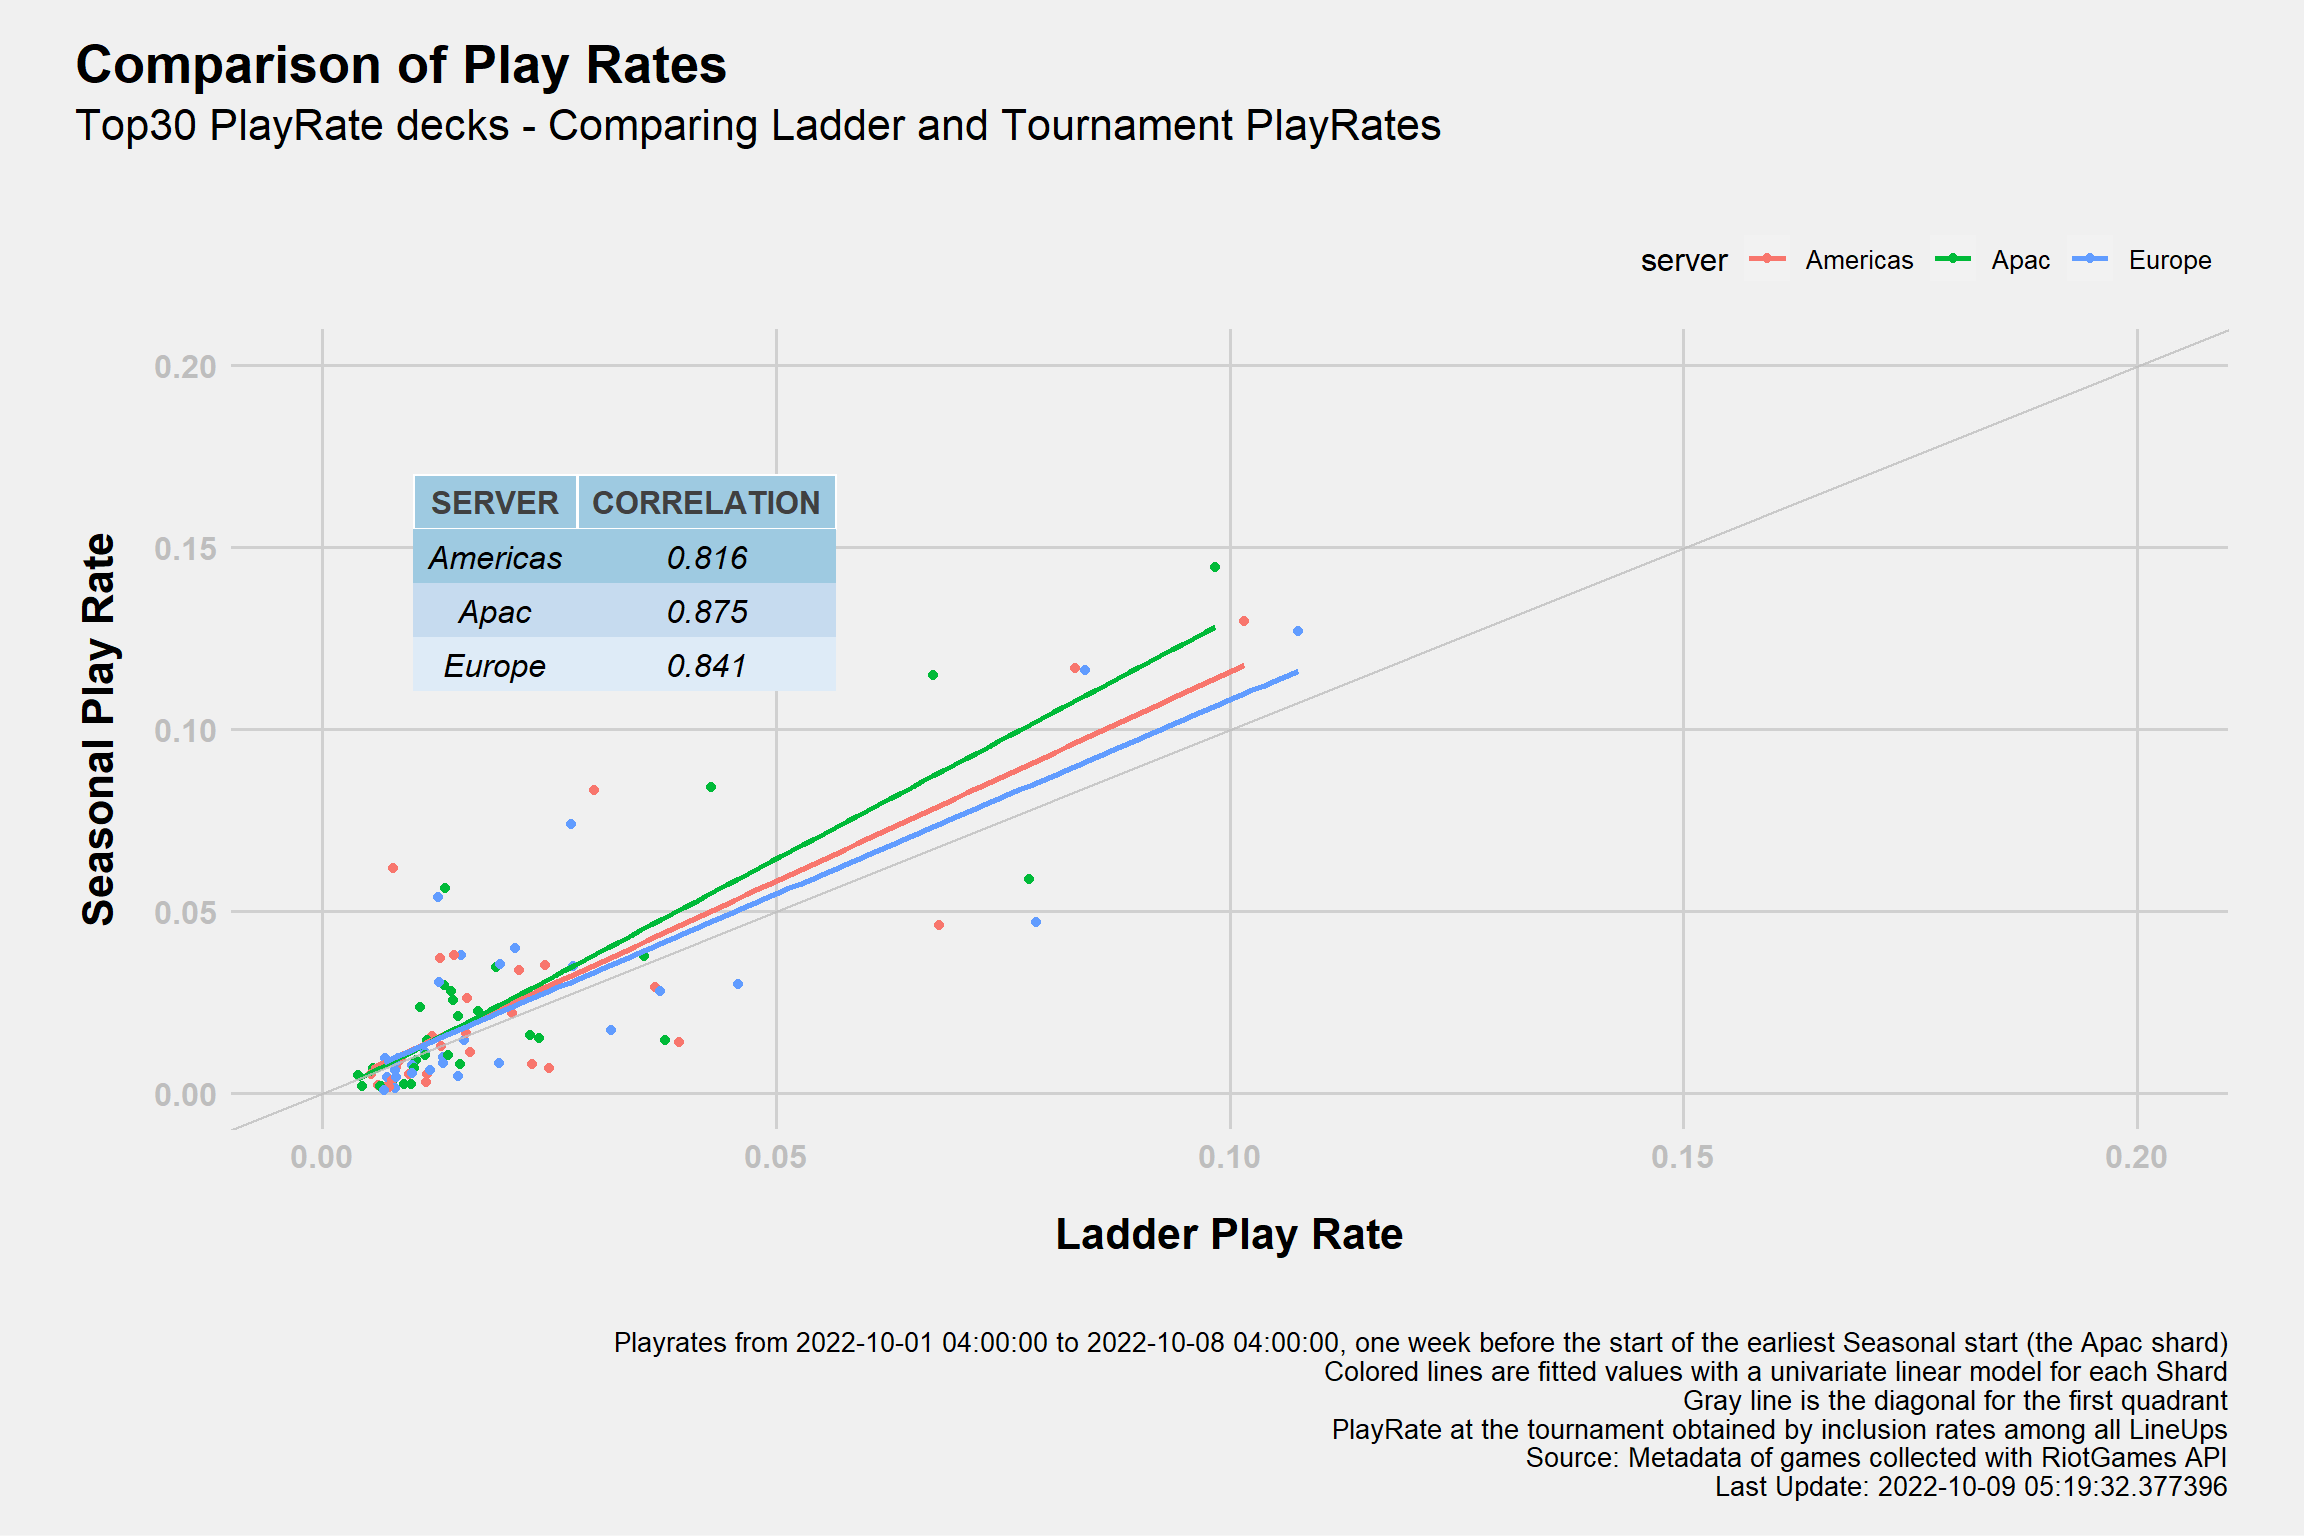 Comparison of Play Rates
Top30 PlayRate decks - Comparing Ladder and Tournament PlayRates
server Americas Apac Europe
0.20
0.15
0.10
0.05
0.00
Seasonal Play Rate
SERVER CORRELATION
Americas 0.816
Apac 0.875
Europe 0.841
0.00 0.05 0.10 0.15 0.20
Ladder Play Rate
Playrates from 2022-10-01 04:00:00 to 2022-10-08 04:00:00, one week before the start of the earliest Seasonal start (the Apac shard)
Colored lines are fitted values with a univariate linear model for each Shard
Gray line is the diagonal for the first quadrant
PlayRate at the tournament obtained by inclusion rates among all LineUps
Source: Metadata of games collected with RiotGames API
Last Update: 2022-10-09 05:19:32.377396